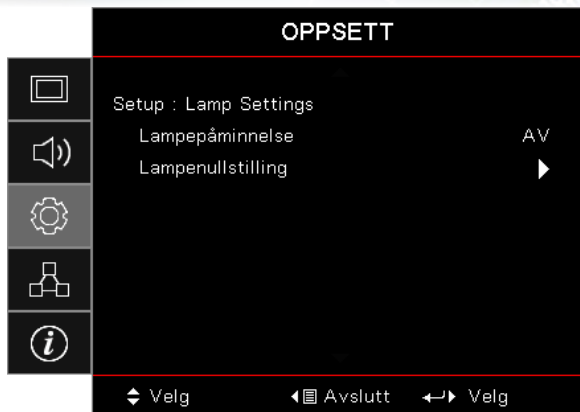 OPPSETT
Setup : Lamp Settings
Lampepåminnelse AV
Lampenullstilling
Velg Avslutt Velg